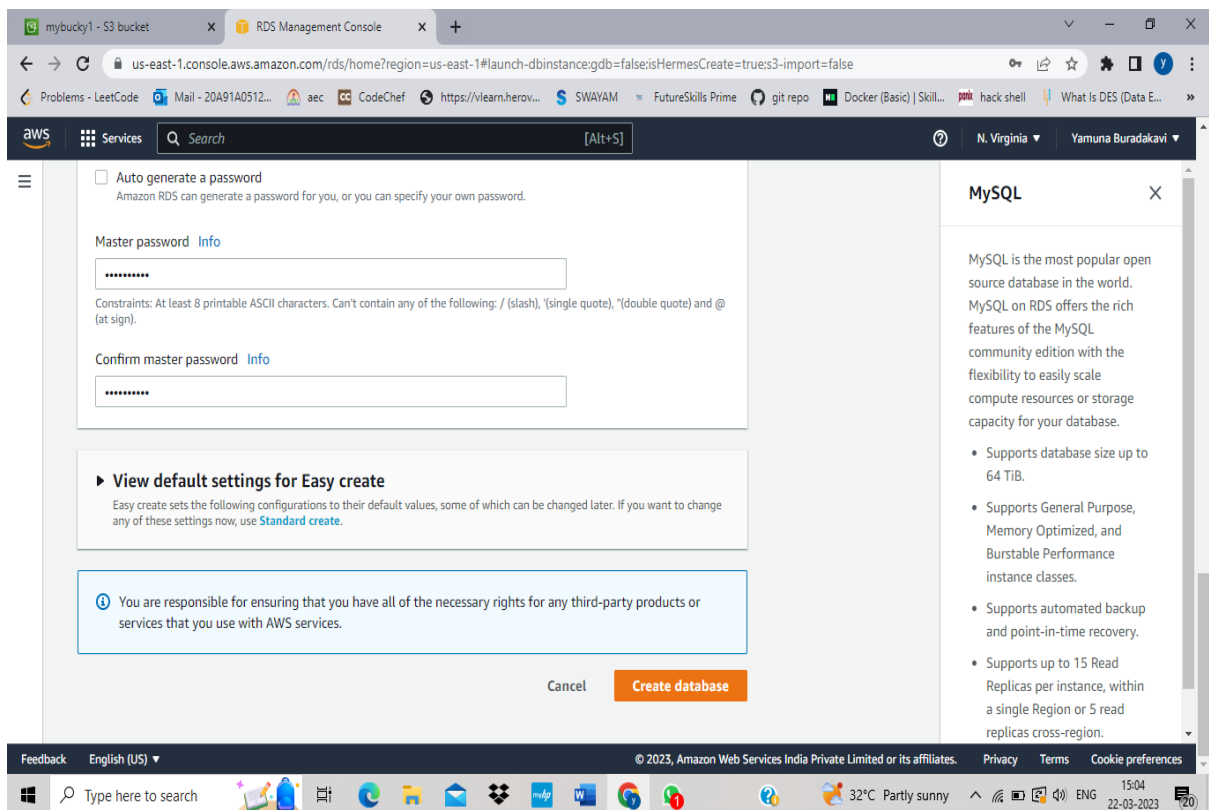 mybucky1 - S3 bucket
RDS Management Console
us-east-1.console.aws.amazon.com/rds/home?region=us-east-1#launch-dbinstance:gdb=false;isHermesCreate=true;s3-import=false
y
Problems - LeetCode
Mail - 20A91A0512...
aec
CodeChef
https://vlearn.herov...
SWAYAM
FutureSkills Prime
git repo
Docker (Basic) | Skill...
hack shell
What Is DES (Data E...
»
aws
Services
Search
[Alt+S]
N. Virginia ▼
Yamuna Buradakavi ▼
Auto generate a password
Amazon RDS can generate a password for you, or you can specify your own password.
Master password Info
••••••••••
Constraints: At least 8 printable ASCII characters. Can't contain any of the following: / (slash), '(single quote), "(double quote) and @
(at sign).
Confirm master password Info
••••••••••
View default settings for Easy create
Easy create sets the following configurations to their default values, some of which can be changed later. If you want to change
any of these settings now, use Standard create.
You are responsible for ensuring that you have all of the necessary rights for any third-party products or
services that you use with AWS services.
Cancel
Create database
MySQL
MySQL is the most popular open
source database in the world.
MySQL on RDS offers the rich
features of the MySQL
community edition with the
flexibility to easily scale
compute resources or storage
capacity for your database.
• Supports database size up to
64 TiB.
• Supports General Purpose,
Memory Optimized, and
Burstable Performance
instance classes.
• Supports automated backup
and point-in-time recovery.
• Supports up to 15 Read
Replicas per instance, within
a single Region or 5 read
replicas cross-region.
Feedback
English (US) ▼
© 2023, Amazon Web Services India Private Limited or its affiliates.
Privacy
Terms
Cookie preferences
Type here to search
32°C Partly sunny
ENG
15:04
22-03-2023
20